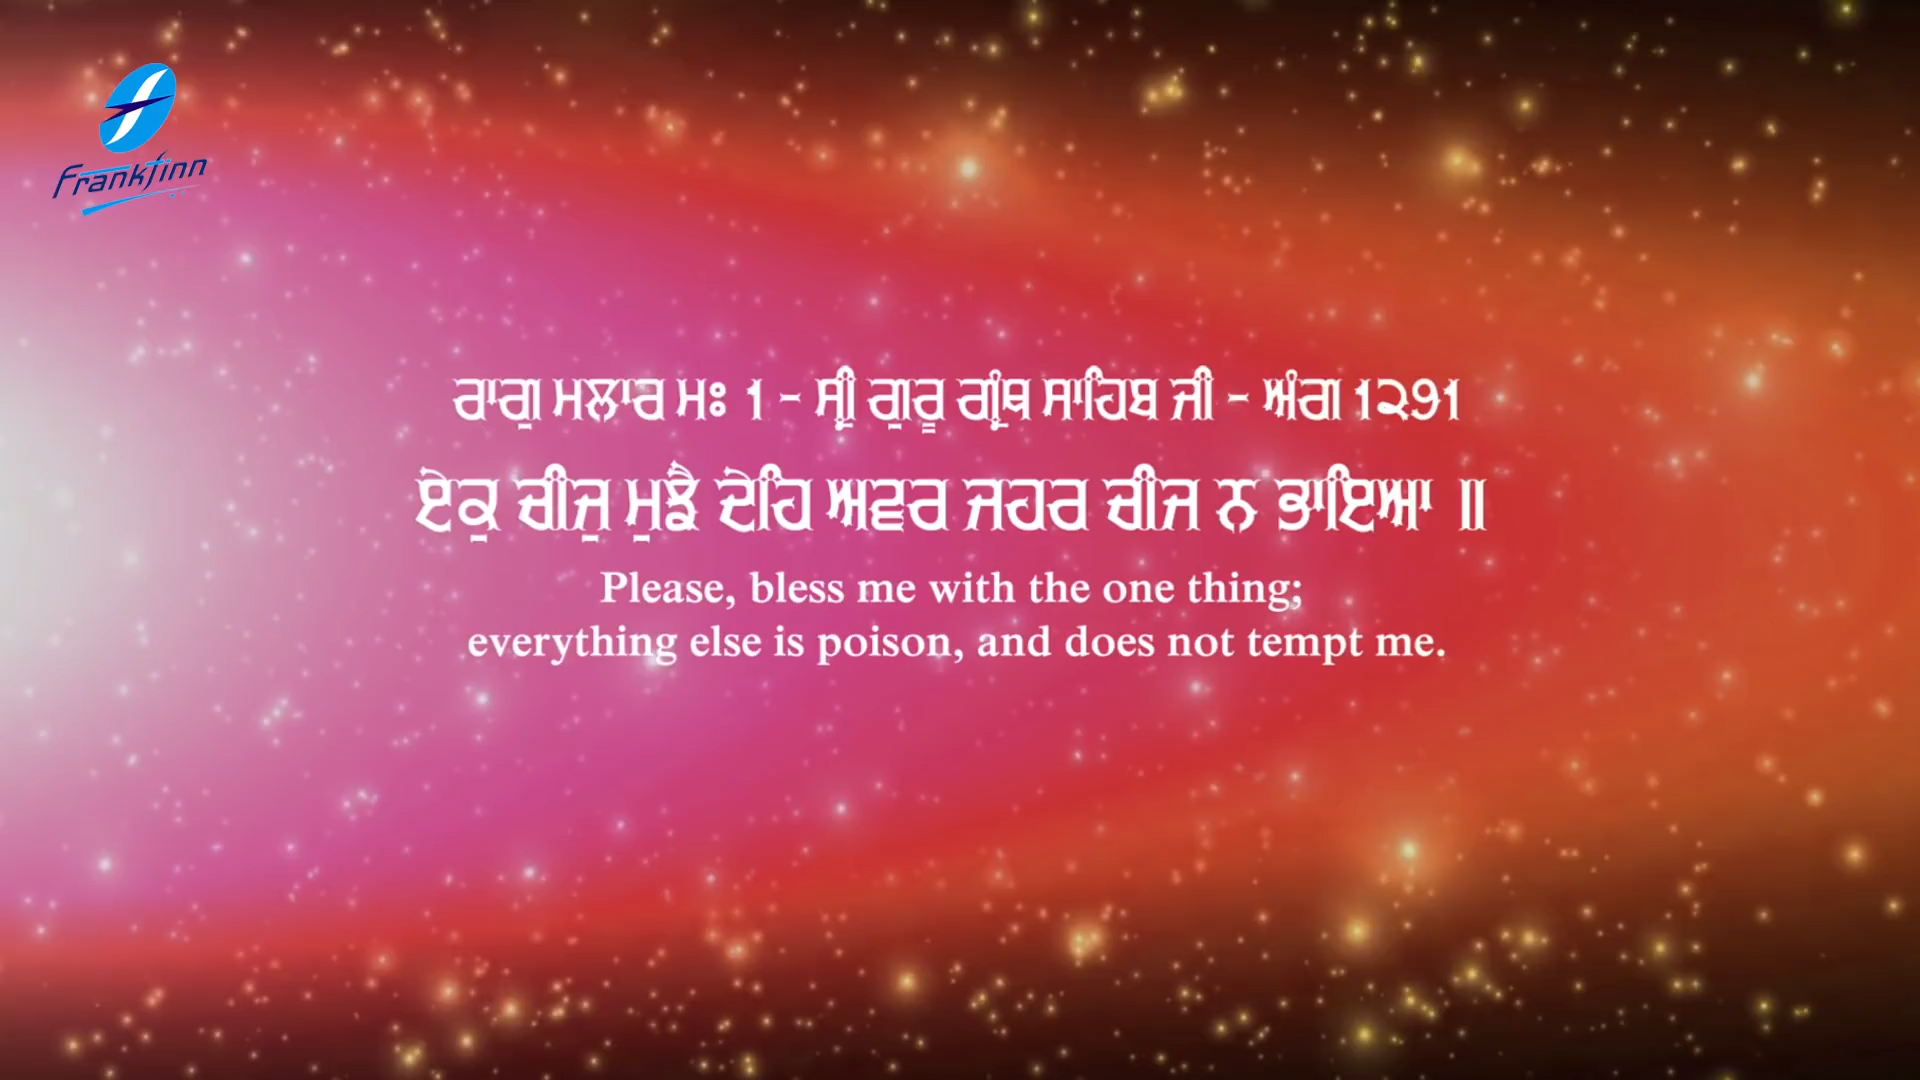 Frankfinn
ਰਾਗੁ ਮਲਾਰ ਮਃ 1 - ਸ੍ਰੀ ਗੁਰੂ ਗ੍ਰੰਥ ਸਾਹਿਬ ਜੀ - ਅੰਗ 1੨91
ਏਕੁ ਚੀਜੁ ਮੁਝੈ ਦੇਹਿ ਅਵਰ ਜਹਰ ਚੀਜ ਨ ਭਾਇਆ ॥
Please, bless me with the one thing;
everything else is poison, and does not tempt me.